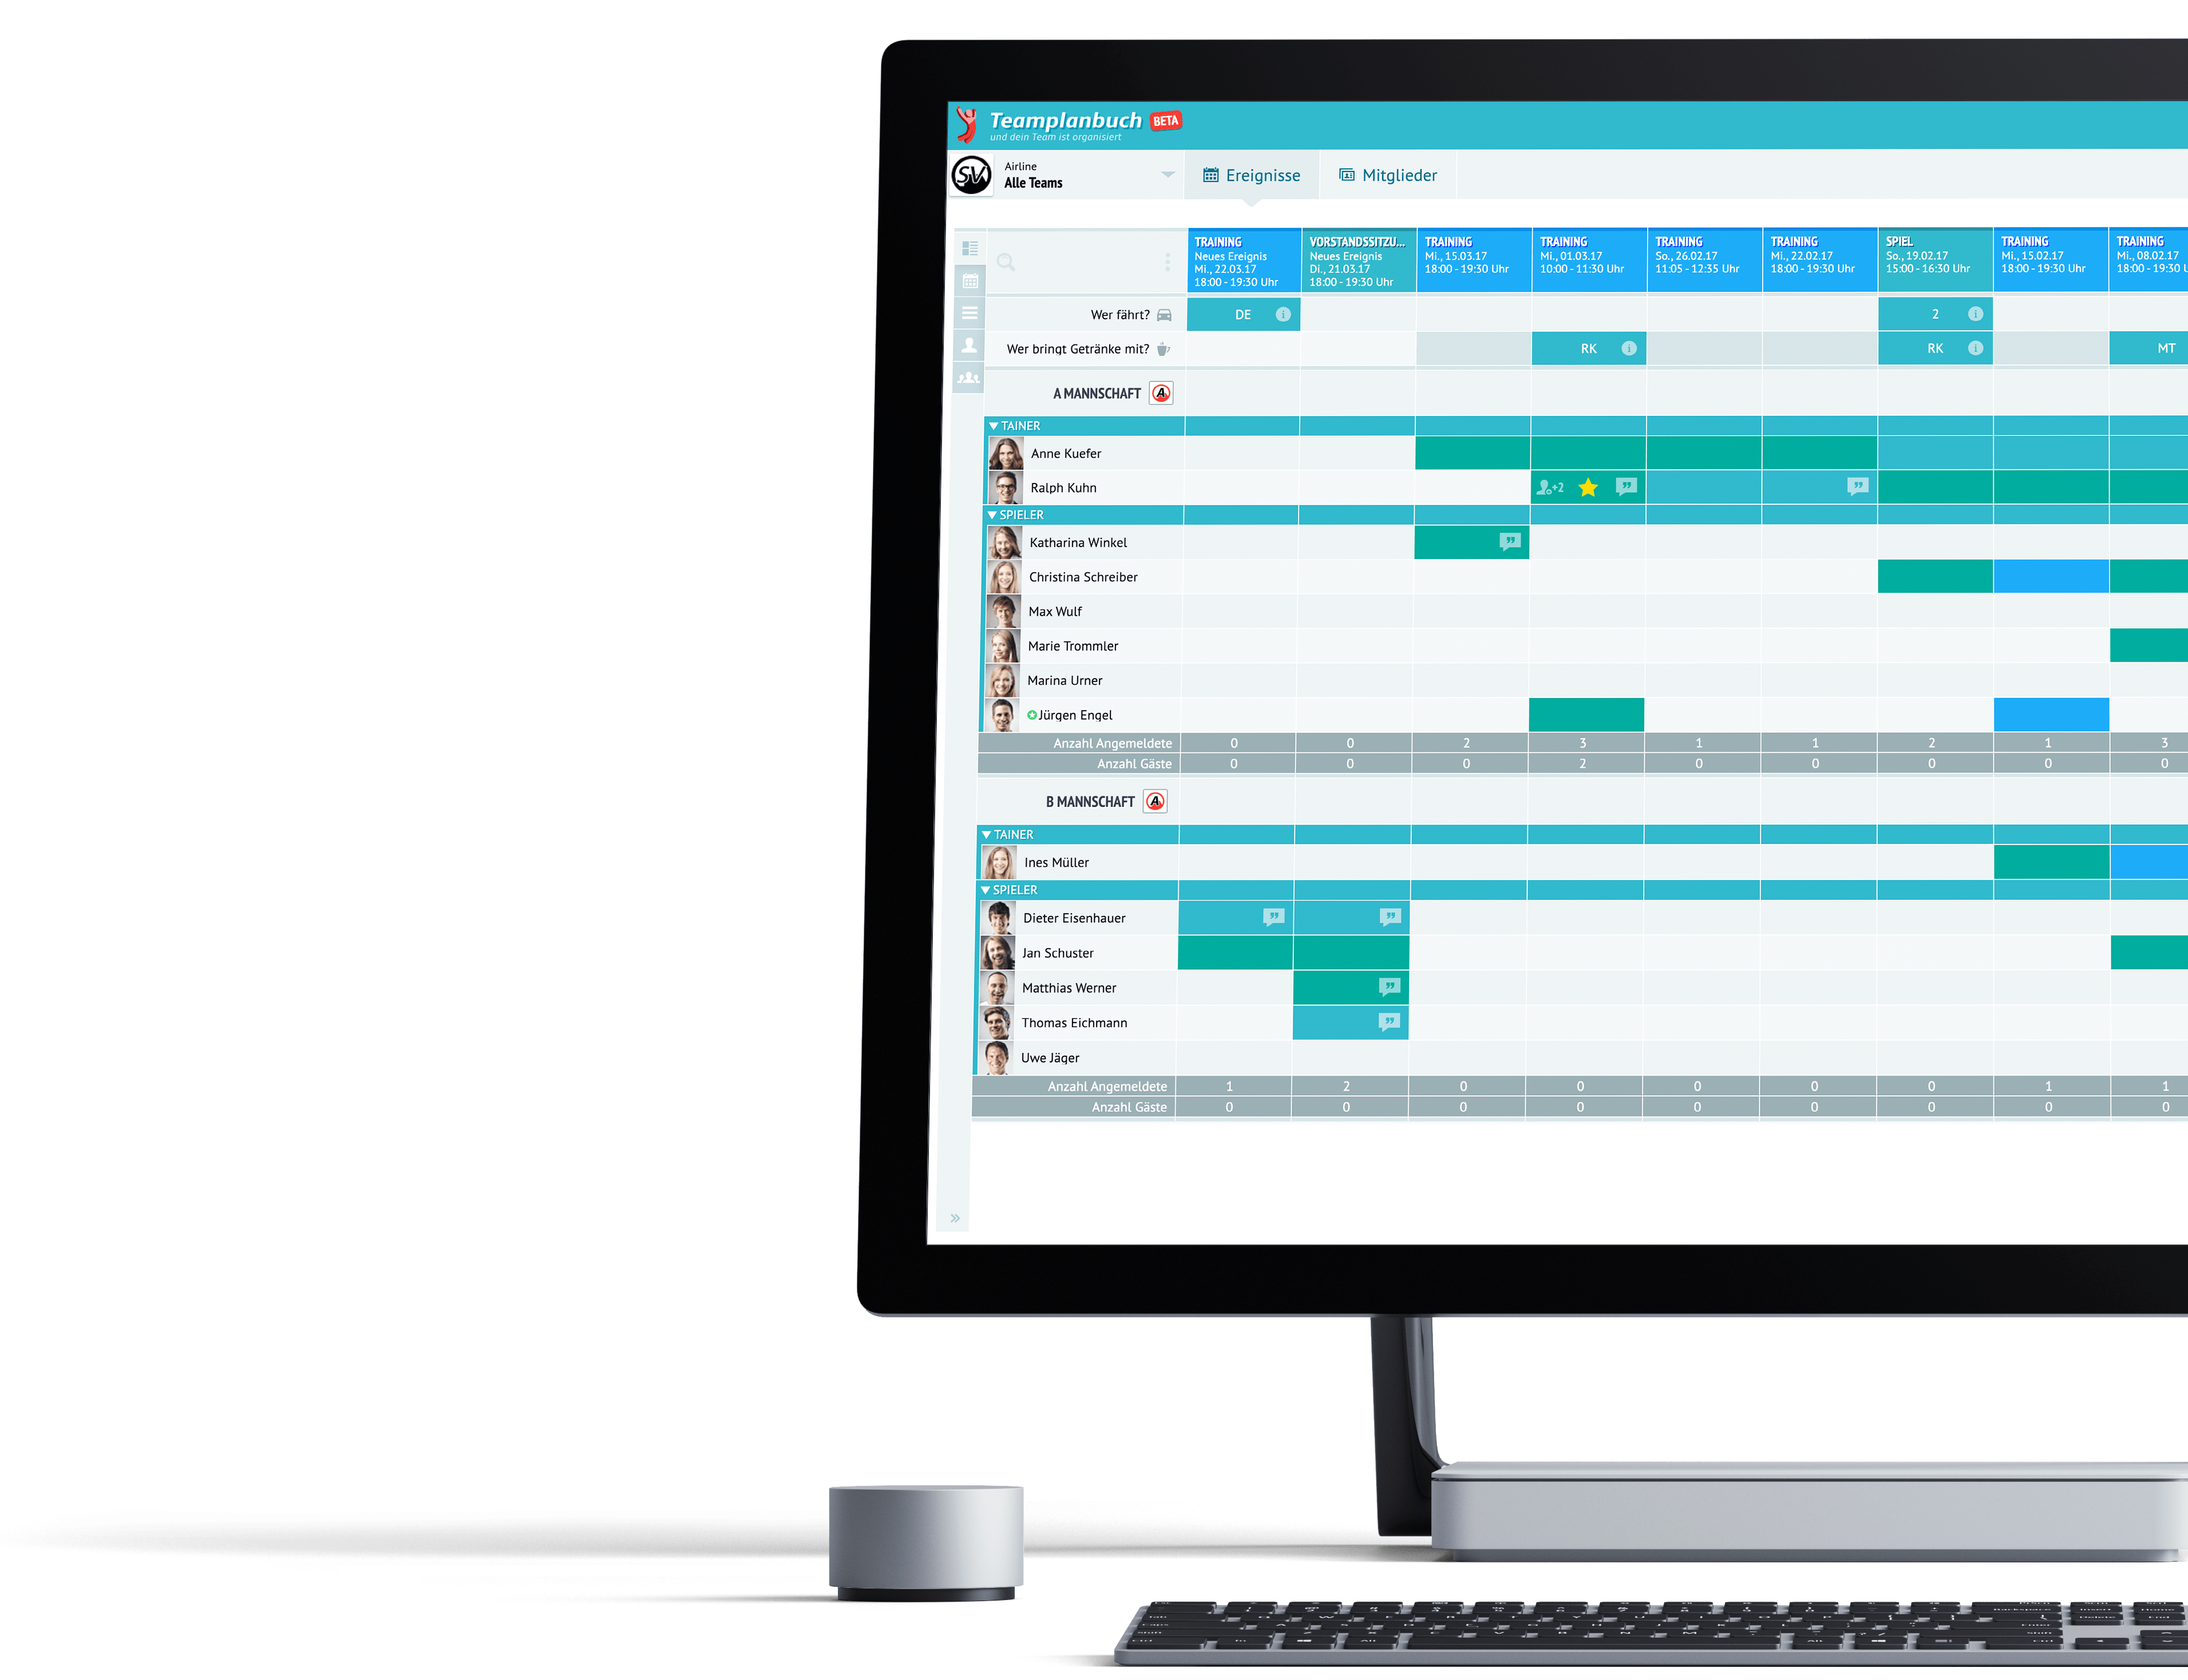 Teamplanbuch BETA
und dein Team ist organisiert
SV
Airline
Alle Teams
Ereignisse
Mitglieder
TRAINING
Neues Ereignis
Mi., 22.03.17
18:00 - 19:30 Uhr
VORSTANDSSITZU...
Neues Ereignis
Di., 21.03.17
18:00 - 19:30 Uhr
TRAINING
Mi., 15.03.17
18:00 - 19:30 Uhr
TRAINING
Mi., 01.03.17
10:00 - 11:30 Uhr
TRAINING
So., 26.02.17
11:05 - 12:35 Uhr
TRAINING
Mi., 22.02.17
18:00 - 19:30 Uhr
SPIEL
So., 19.02.17
15:00 - 16:30 Uhr
TRAINING
Mi., 15.02.17
18:00 - 19:30 Uhr
TRAINING
Mi., 08.02.17
18:00 - 19:30
Wer fährt? DE 2
Wer bringt Getränke mit? RK RK MT
A MANNSCHAFT A
TAINER
Anne Kuefer
Ralph Kuhn +2
SPIELER
Katharina Winkel
Christina Schreiber
Max Wulf
Marie Trommler
Marina Urner
Jürgen Engel
Anzahl Angemeldete 0 0 2 3 1 1 2 1 3
Anzahl Gäste 0 0 0 2 0 0 0 0 0
B MANNSCHAFT A
TAINER
Ines Müller
SPIELER
Dieter Eisenhauer
Jan Schuster
Matthias Werner
Thomas Eichmann
Uwe Jäger
Anzahl Angemeldete 1 2 0 0 0 0 0 1 1
Anzahl Gäste 0 0 0 0 0 0 0 0 0